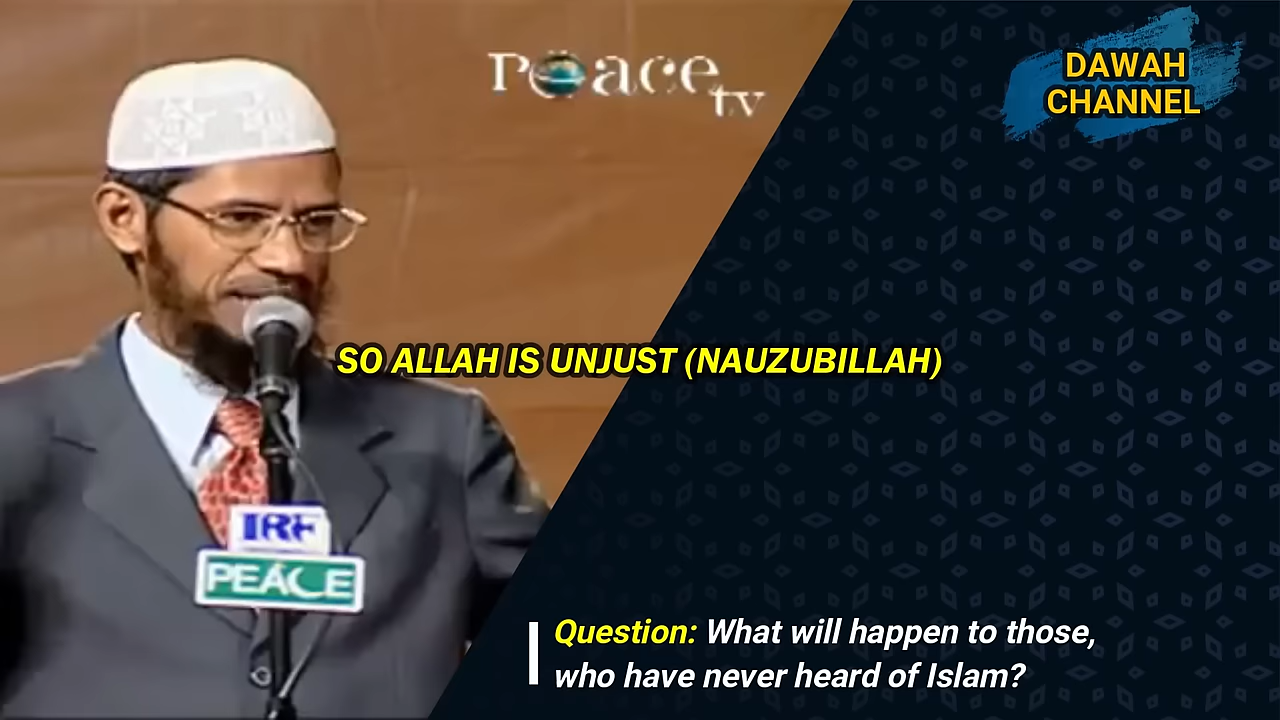 Peace
tv
DAWAH
CHANNEL
SO ALLAH IS UNJUST (NAUZUBILLAH)
IRF
PEACE
Question: What will happen to those,
who have never heard of Islam?